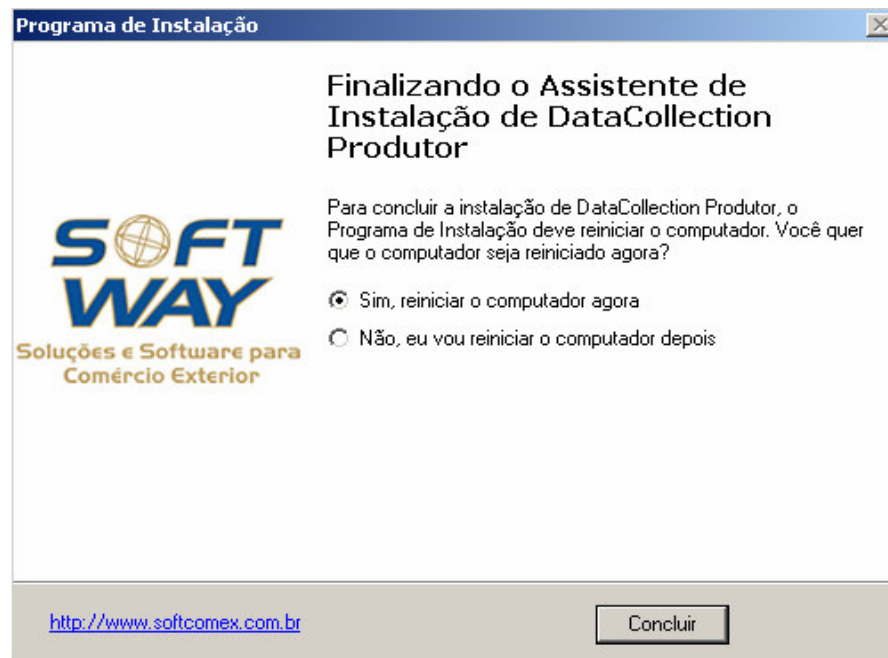 Programa de Instalação
Finalizando o Assistente de
Instalação de DataCollection
Produtor
Para concluir a instalação de DataCollection Produtor, o
Programa de Instalação deve reiniciar o computador. Você quer
que o computador seja reiniciado agora?
Sim, reiniciar o computador agora
Não, eu vou reiniciar o computador depois
SOFT
WAY
Soluções e Software para
Comércio Exterior
http://www.softcomex.com.br
Concluir